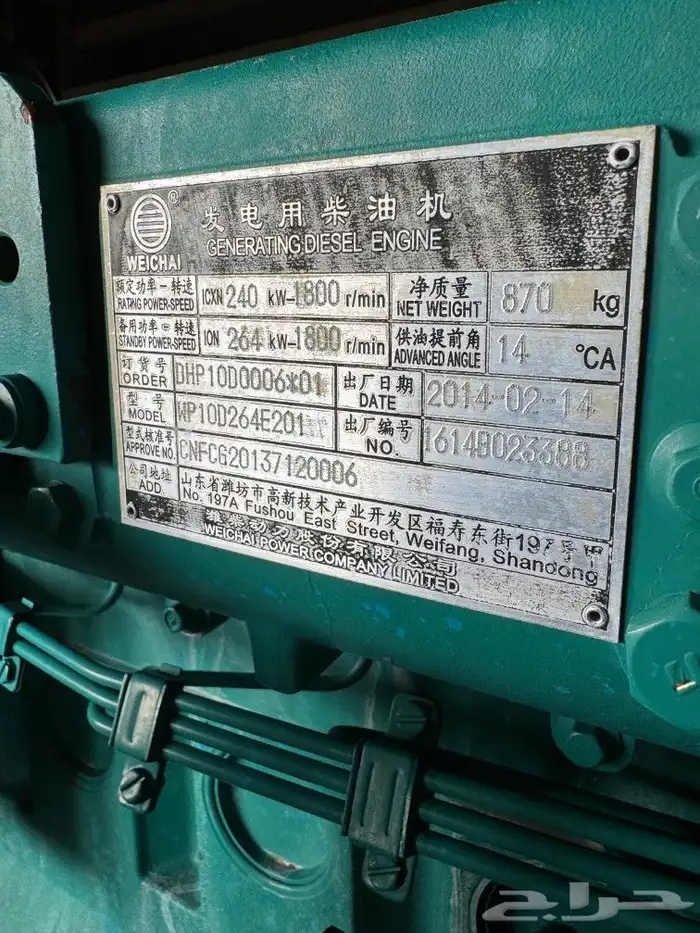 WEICHAI ®
发电用柴油机
GENERATING DIESEL ENGINE
额定功率-转速 ICXN 240 kW-1800 r/min 净质量 870 kg
RATING POWER-SPEED NET WEIGHT
备用功率=转速 ION 264 kW-1800 r/min 供油提前角 14 °CA
STANDBY POWER-SPEED ADVANCED ANGLE
订货号 DHP10D0006*01 出厂日期 2014-02-14
ORDER DATE
型号 WP10D264E201 出厂编号 1614B023388
MODEL NO.
型式核准号 CNFCG20137120006
APPROVE NO.
公司地址 山东省潍坊市高新技术产业开发区福寿东街197号甲
ADD. No. 197A Fushou East Street, Weifang, Shandong
潍柴动力股份有限公司
WEICHAI POWER COMPANY LIMITED
حراج